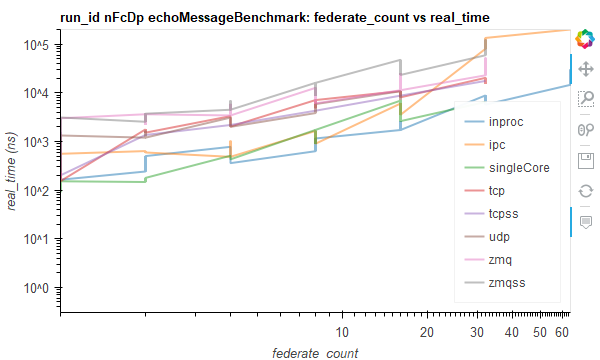 run_id nFcDp echoMessageBenchmark: federate_count vs real_time
10^5
10^4
10^3
10^2
10^1
10^0
real_time (ns)
inproc
ipc
singleCore
tcp
tcpss
udp
zmq
zmqss
10
20
30
40
50
60
federate_count